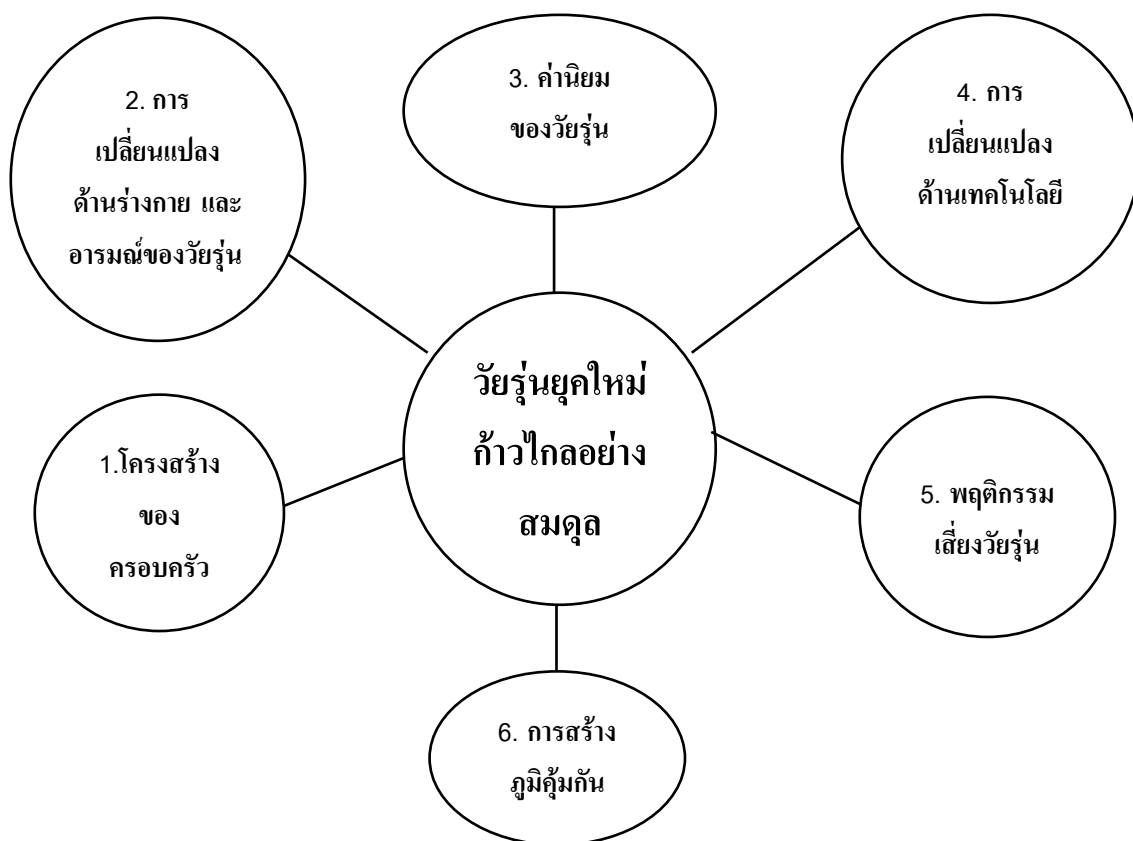 2. การ
เปลี่ยนแปลง
ด้านร่างกาย และ
อารมณ์ของวัยรุ่น
3. ค่านิยม
ของวัยรุ่น
4. การ
เปลี่ยนแปลง
ด้านเทคโนโลยี
วัยรุ่นยุคใหม่
ก้าวไกลอย่าง
สมดุล
1.โครงสร้าง
ของ
ครอบครัว
5. พฤติกรรม
เสี่ยงวัยรุ่น
6. การสร้าง
ภูมิคุ้มกัน